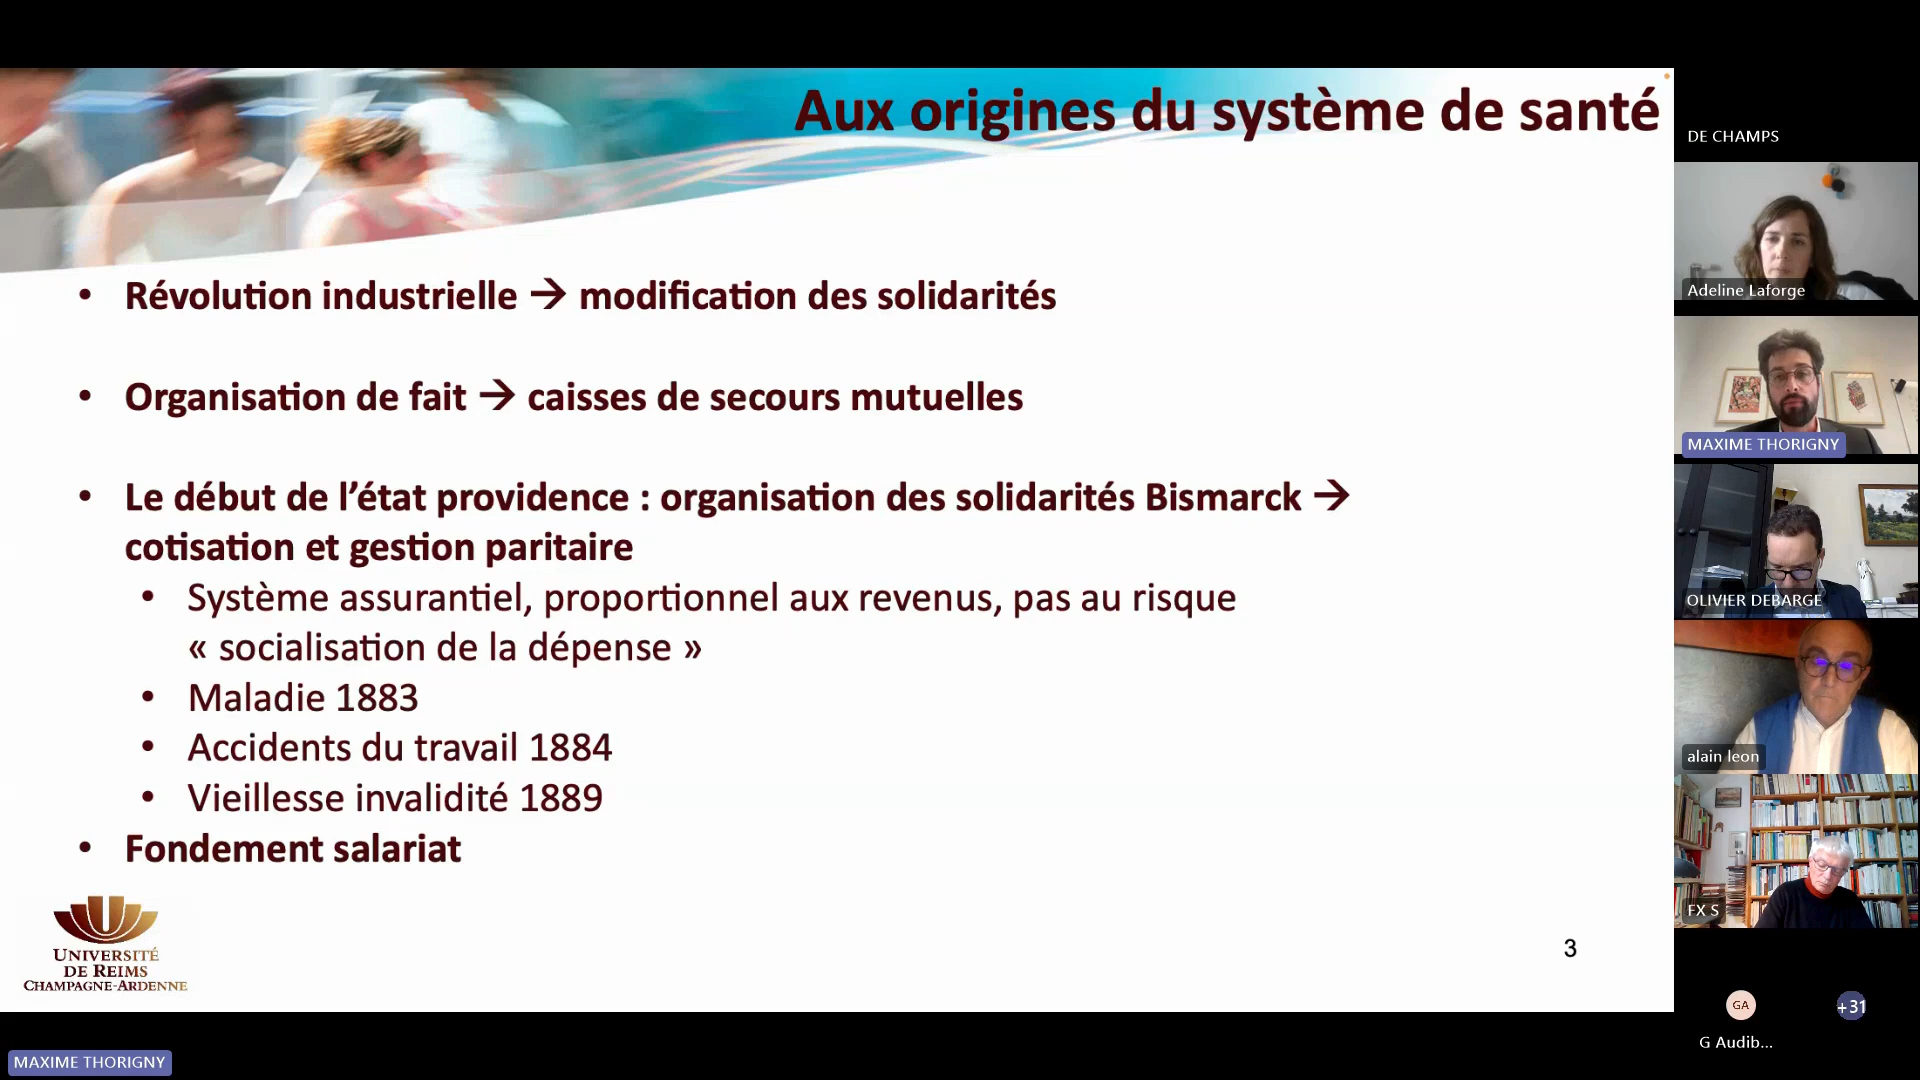 Aux origines du système de santé
• Révolution industrielle → modification des solidarités
• Organisation de fait → caisses de secours mutuelles
• Le début de l’état providence : organisation des solidarités Bismarck →
cotisation et gestion paritaire
• Système assurantiel, proportionnel aux revenus, pas au risque
« socialisation de la dépense »
• Maladie 1883
• Accidents du travail 1884
• Vieillesse invalidité 1889
• Fondement salariat
UNIVERSITÉ
DE REIMS
CHAMPAGNE-ARDENNE
3
DE CHAMPS
Adeline Laforge
MAXIME THORIGNY
OLIVIER DEBARGE
alain leon
FX S
GA
+31
G Audib...
MAXIME THORIGNY